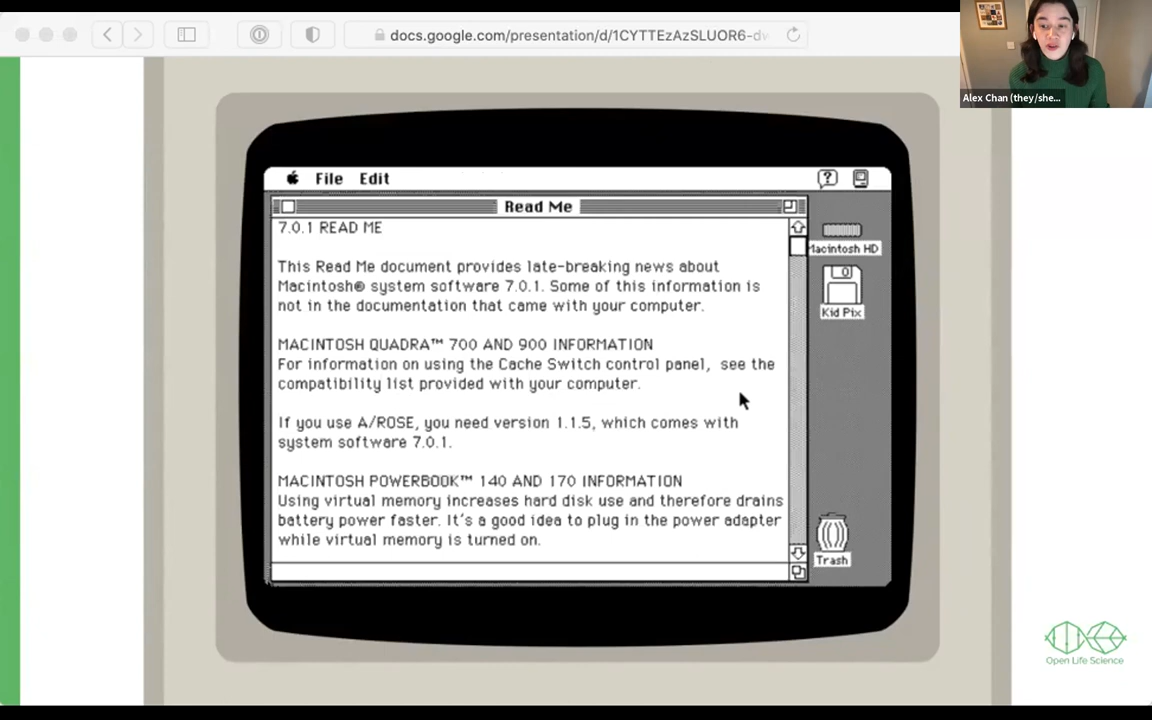 docs.google.com/presentation/d/1CYTTEzAzSLUOR6-dw
Alex Chan (they/she...
File Edit
Read Me
7.0.1 READ ME
This Read Me document provides late-breaking news about
Macintosh® system software 7.0.1. Some of this information is
not in the documentation that came with your computer.
MACINTOSH QUADRA™ 700 AND 900 INFORMATION
For information on using the Cache Switch control panel, see the
compatibility list provided with your computer.
If you use A/ROSE, you need version 1.1.5, which comes with
system software 7.0.1.
MACINTOSH POWERBOOK™ 140 AND 170 INFORMATION
Using virtual memory increases hard disk use and therefore drains
battery power faster. It's a good idea to plug in the power adapter
while virtual memory is turned on.
Macintosh HD
Kid Pix
Trash
Open Life Science